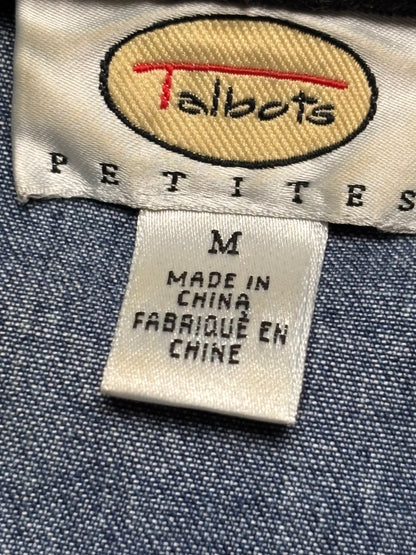 Talbots
PETITES
M
MADE IN
CHINA
FABRIQUÉ EN
CHINE